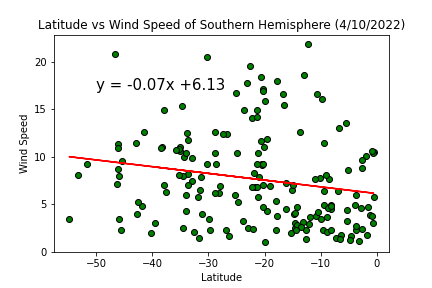 Latitude vs Wind Speed of Southern Hemisphere (4/10/2022)
20
y = -0.07x +6.13
15
Wind Speed
10
5
0
−50 −40 −30 −20 −10 0
Latitude